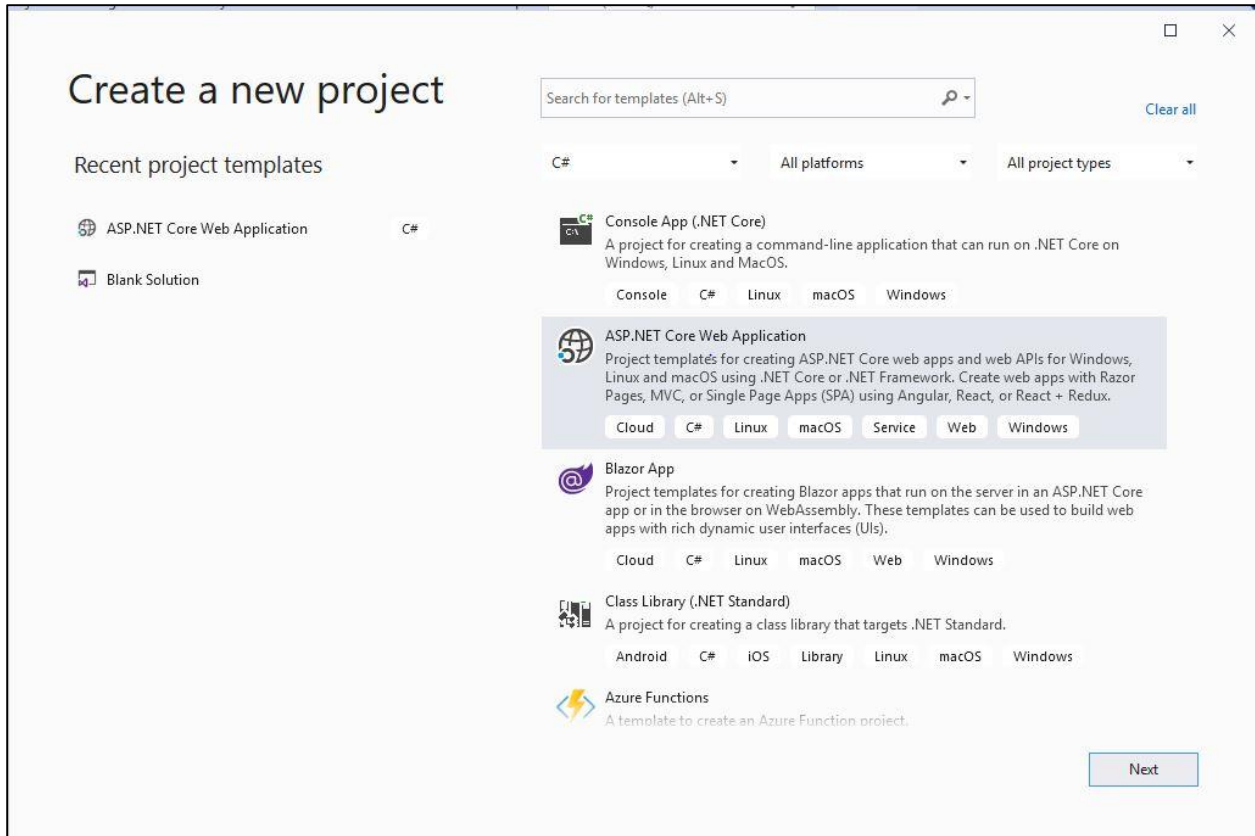 Create a new project
Search for templates (Alt+S)
Clear all
Recent project templates
C#
All platforms
All project types
ASP.NET Core Web Application
C#
Blank Solution
C#
C:\
Console App (.NET Core)
A project for creating a command-line application that can run on .NET Core on
Windows, Linux and MacOS.
Console C# Linux macOS Windows
ASP.NET Core Web Application
Project templates for creating ASP.NET Core web apps and web APIs for Windows,
Linux and macOS using .NET Core or .NET Framework. Create web apps with Razor
Pages, MVC, or Single Page Apps (SPA) using Angular, React, or React + Redux.
Cloud C# Linux macOS Service Web Windows
Blazor App
Project templates for creating Blazor apps that run on the server in an ASP.NET Core
app or in the browser on WebAssembly. These templates can be used to build web
apps with rich dynamic user interfaces (UIs).
Cloud C# Linux macOS Web Windows
Class Library (.NET Standard)
A project for creating a class library that targets .NET Standard.
Android C# iOS Library Linux macOS Windows
Azure Functions
A template to create an Azure Function project.
Next